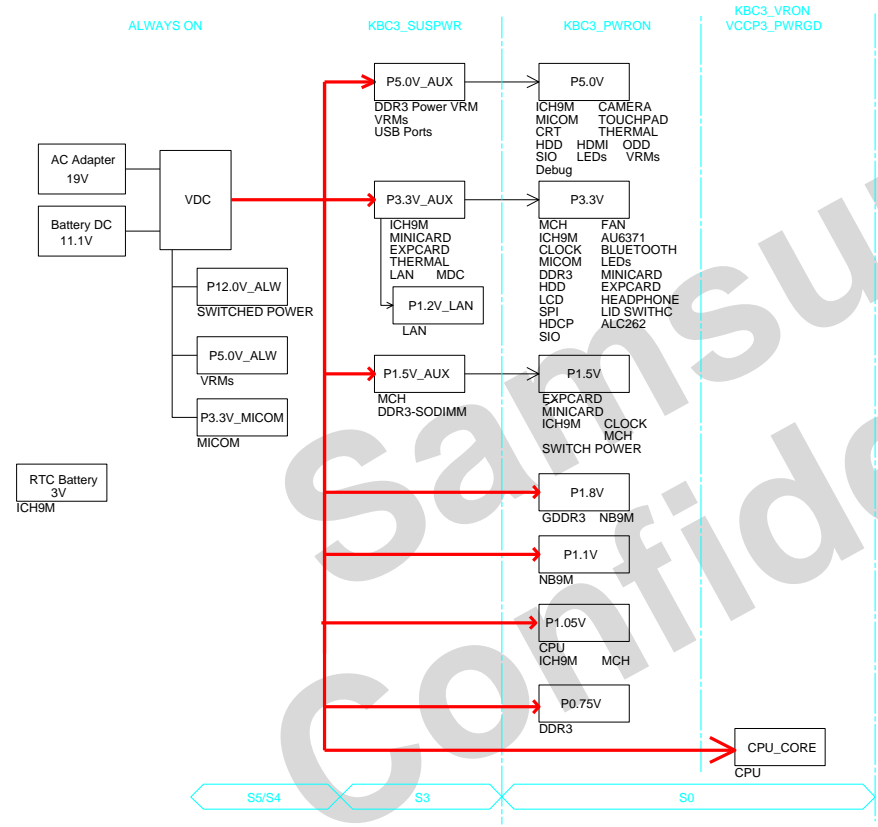 KBC3_VRON
ALWAYS ON KBC3_SUSPWR KBC3_PWRON VCCP3_PWRGD
P5.0V_AUX
DDR3 Power VRM
VRMs
USB Ports
P5.0V
ICH9M CAMERA
MICOM TOUCHPAD
CRT THERMAL
HDD HDMI ODD
SIO LEDs VRMs
Debug
AC Adapter
19V
Battery DC
11.1V
VDC
P3.3V_AUX
ICH9M
MINICARD
EXPCARD
THERMAL
LAN MDC
P1.2V_LAN
LAN
P3.3V
MCH FAN
ICH9M AU6371
CLOCK BLUETOOTH
MICOM LEDs
DDR3 MINICARD
HDD EXPCARD
LCD HEADPHONE
SPI LID SWITHC
HDCP ALC262
SIO
P12.0V_ALW
SWITCHED POWER
P5.0V_ALW
VRMs
P3.3V_MICOM
MICOM
P1.5V_AUX
MCH
DDR3-SODIMM
P1.5V
EXPCARD
MINICARD
ICH9M CLOCK
MCH
SWITCH POWER
RTC Battery
3V
ICH9M
P1.8V
GDDR3 NB9M
P1.1V
NB9M
P1.05V
CPU
ICH9M MCH
P0.75V
DDR3
CPU_CORE
CPU
S5/S4 S3 S0